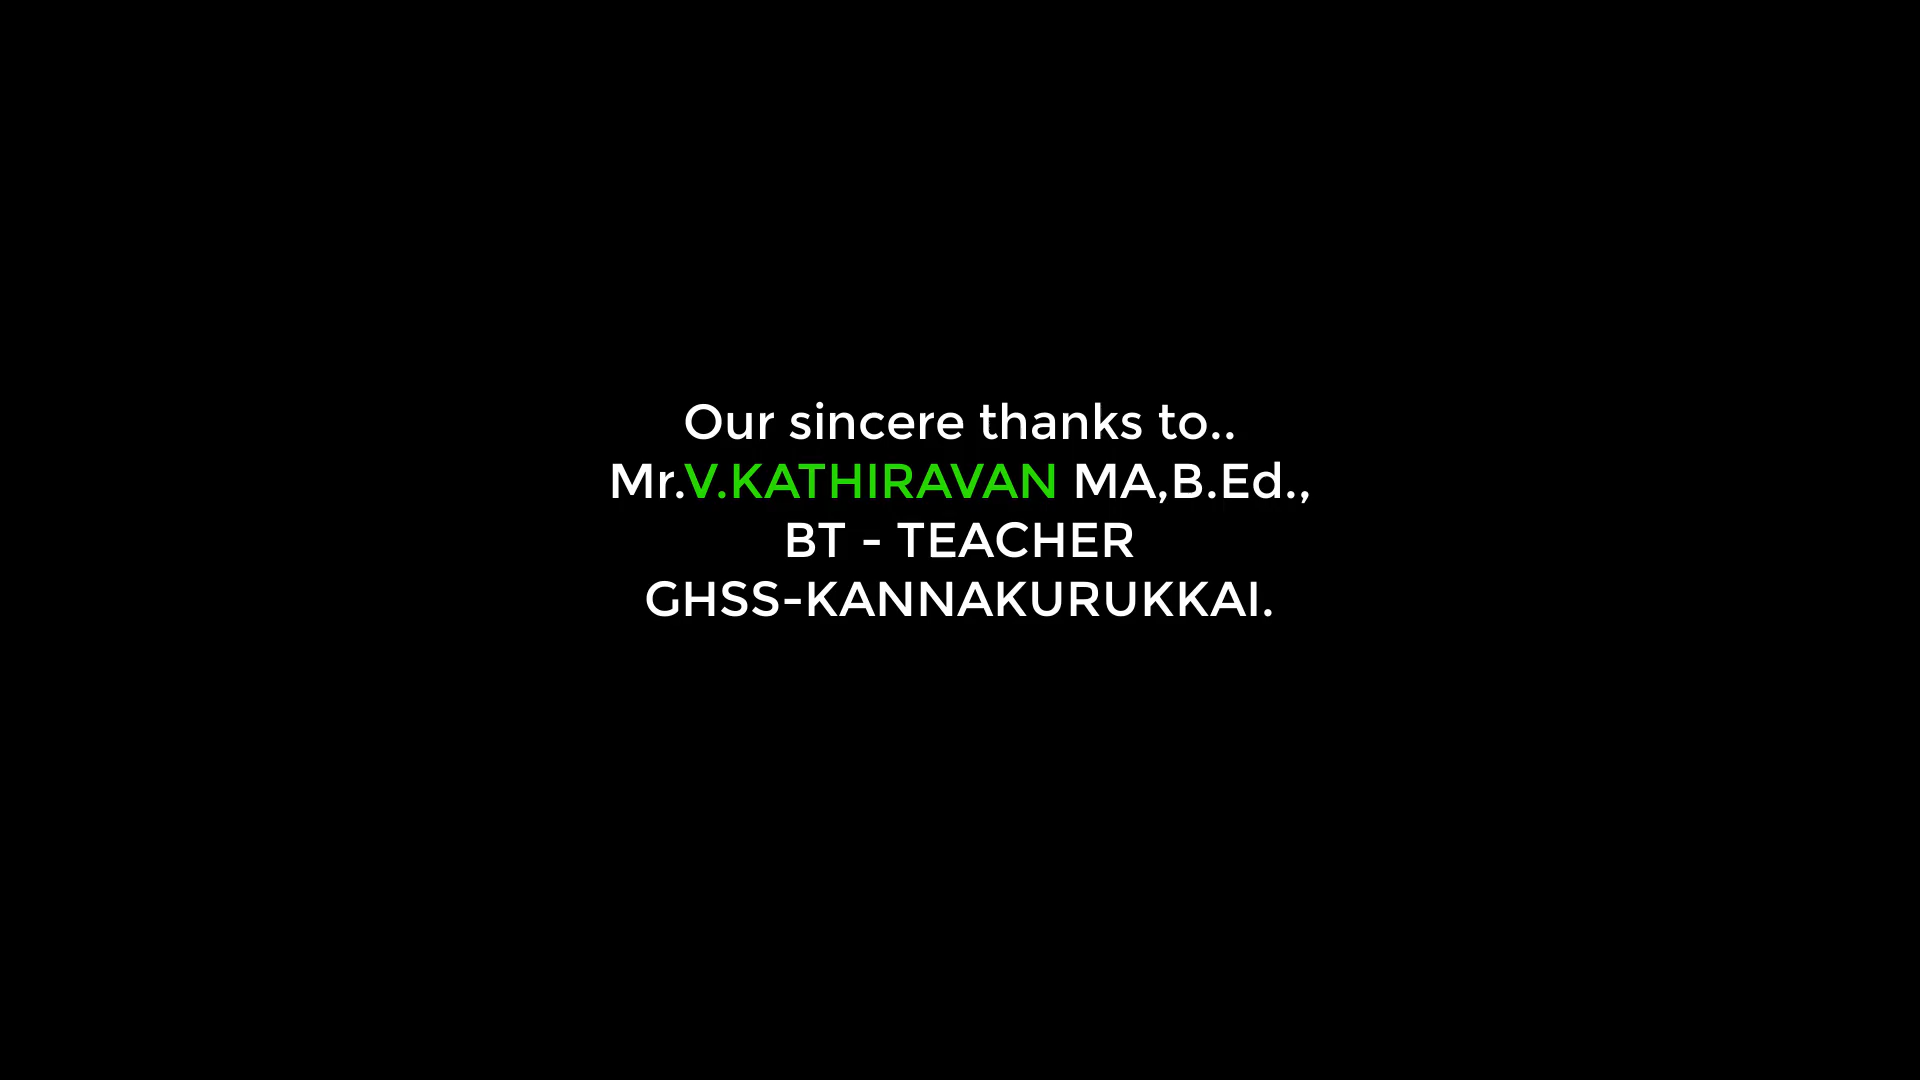 Our sincere thanks to..
Mr.V.KATHIRAVAN MA,B.Ed.,
BT - TEACHER
GHSS-KANNAKURUKKAI.